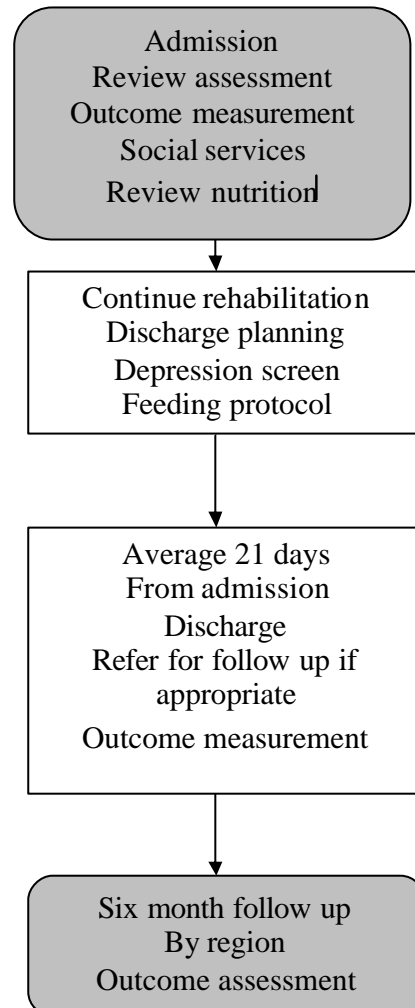 Admission
Review assessment
Outcome measurement
Social services
Review nutrition
Continue rehabilitation
Discharge planning
Depression screen
Feeding protocol
Average 21 days
From admission
Discharge
Refer for follow up if
appropriate
Outcome measurement
Six month follow up
By region
Outcome assessment